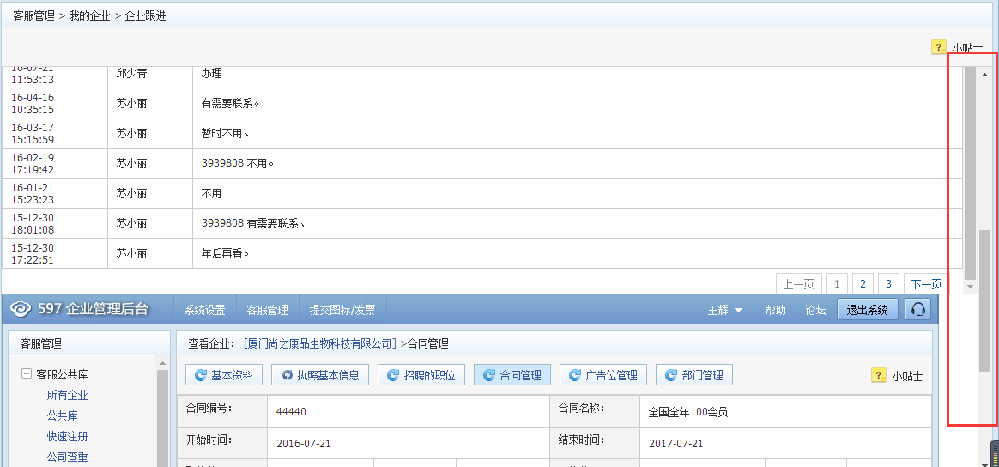 客服管理 > 我的企业 > 企业跟进
? 小贴士
16-07-21
11:53:13
邱少青
办理
16-04-16
10:35:15
苏小丽
有需要联系。
16-03-17
15:15:59
苏小丽
暂时不用、
16-02-19
17:19:42
苏小丽
3939808 不用。
16-01-21
15:23:23
苏小丽
不用
15-12-30
18:01:08
苏小丽
3939808 有需要联系、
15-12-30
17:22:51
苏小丽
年后再看。
上一页 1 2 3 下一页
597 企业管理后台 系统设置 客服管理 提交图标/发票 王辉 帮助 论坛 退出系统
客服管理
客服公共库
所有企业
公共库
快速注册
公司查重
查看企业： [厦门尚之康品生物科技有限公司] >合同管理
基本资料 执照基本信息 招聘的职位 合同管理 广告位管理 部门管理 ? 小贴士
合同编号： 44440 合同名称： 全国全年100会员
开始时间： 2016-07-21 结束时间： 2017-07-21